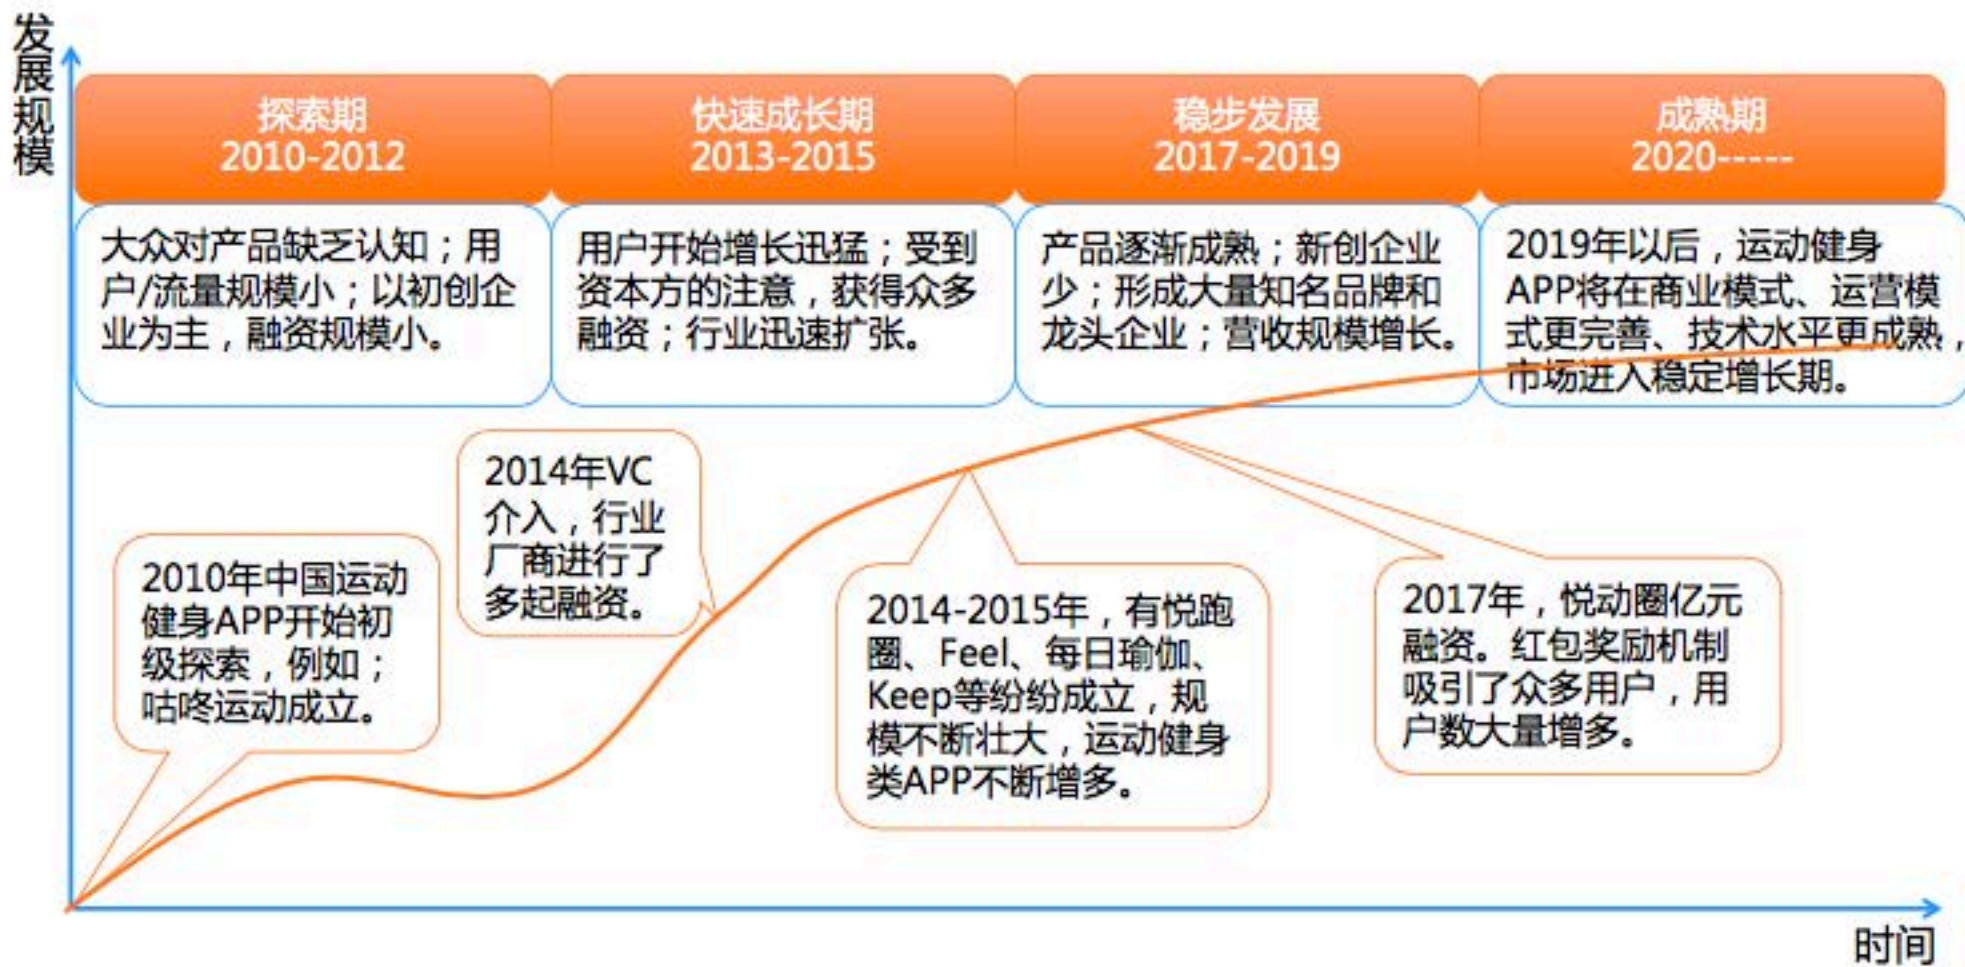 发展规模
探索期
2010-2012
快速成长期
2013-2015
稳步发展
2017-2019
成熟期
2020-----
大众对产品缺乏认知；用
户/流量规模小；以初创企
业为主，融资规模小。
用户开始增长迅猛；受到
资本方的注意，获得众多
融资；行业迅速扩张。
产品逐渐成熟；新创企业
少；形成大量知名品牌和
龙头企业；营收规模增长。
2019年以后，运动健身
APP将在商业模式、运营模
式更完善、技术水平更成熟，
市场进入稳定增长期。
2010年中国运动
健身APP开始初
级探索，例如；
咕咚运动成立。
2014年VC
介入，行业
厂商进行了
多起融资。
2014-2015年，有悦跑
圈、Feel、每日瑜伽、
Keep等纷纷成立，规
模不断壮大，运动健身
类APP不断增多。
2017年，悦动圈亿元
融资。红包奖励机制
吸引了众多用户，用
户数大量增多。
时间